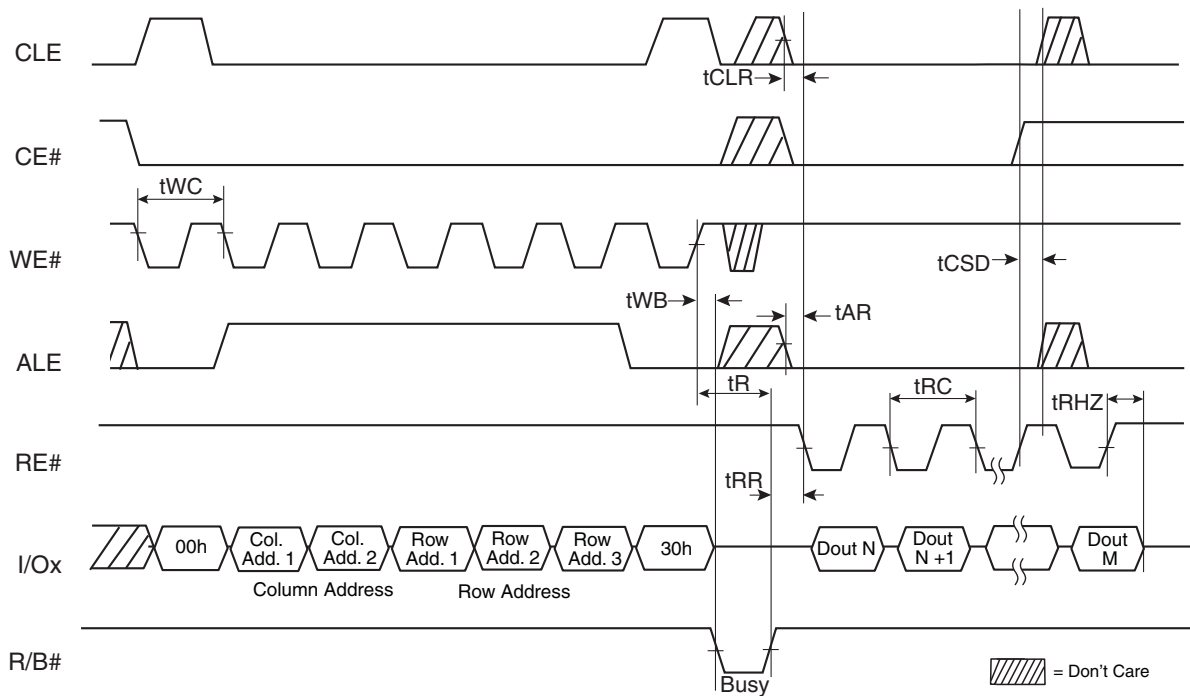 CLE
tCLR
CE#
tWC
WE#
tCSD
tWB
tAR
ALE
tR
tRC
tRHZ
RE#
tRR
I/Ox
00h
Col. Add. 1
Col. Add. 2
Row Add. 1
Row Add. 2
Row Add. 3
30h
Dout N
Dout N +1
Dout M
Column Address
Row Address
R/B#
Busy
= Don't Care